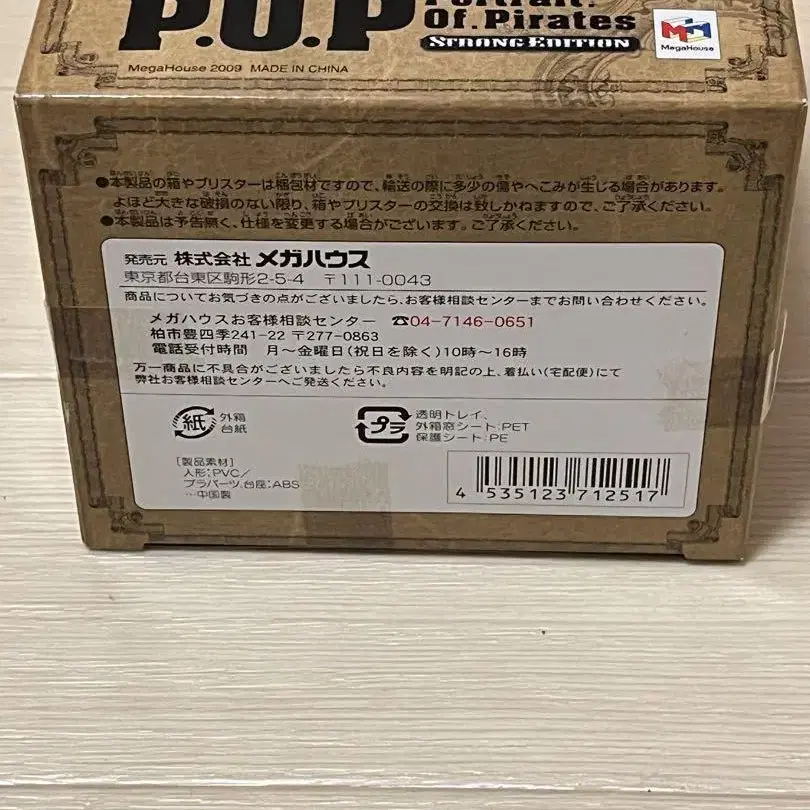 P.O.P
Portrait.
Of.Pirates
STRONG EDITION
MegaHouse
MegaHouse 2009 MADE IN CHINA
●本製品の箱やブリスターは梱包材ですので、輸送の際に多少の傷やへこみが生じる場合があります。
よほど大きな破損のない限り、箱やブリスターの交換は致しかねますので、ご了承ください。
●本製品は予告無く、仕様を変更する場合がございます。ご了承ください。
発売元 株式会社 メガハウス
東京都台東区駒形2-5-4 〒111-0043
商品についてお気づきの点がございましたら、お客様相談センターまでお問い合わせください。
メガハウスお客様相談センター ☎04-7146-0651
柏市豊四季241-22 〒277-0863
電話受付時間 月〜金曜日(祝日を除く)10時〜16時
万一商品に不具合がございましたら不良内容を明記の上、着払い(宅配便)にて
弊社お客様相談センターへご発送ください。
紙 外箱
台紙
プラ 透明トレイ、
外箱窓シート:PET
保護シート:PE
[製品素材]
人形:PVC/
プラパーツ、台座:ABS
…中国製
4 535123 712517